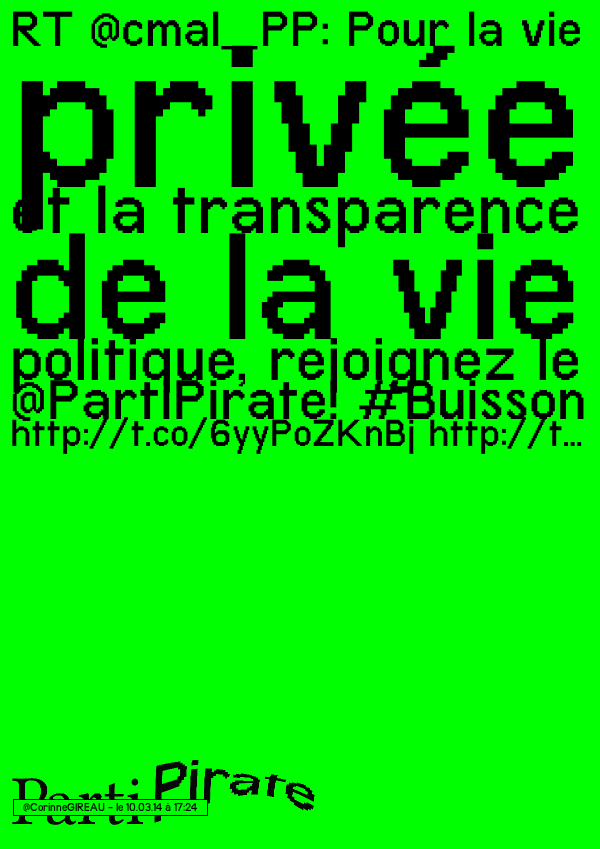 RT @cmal__PP: Pour la vie
privée
et la transparence
de la vie
politique, rejoignez le
@PartiPirate! #Buisson
http://t.co/6yyPoZKnBj http://t…
Parti Pirate
@CorinneGIREAU – le 10.03.14 à 17:24